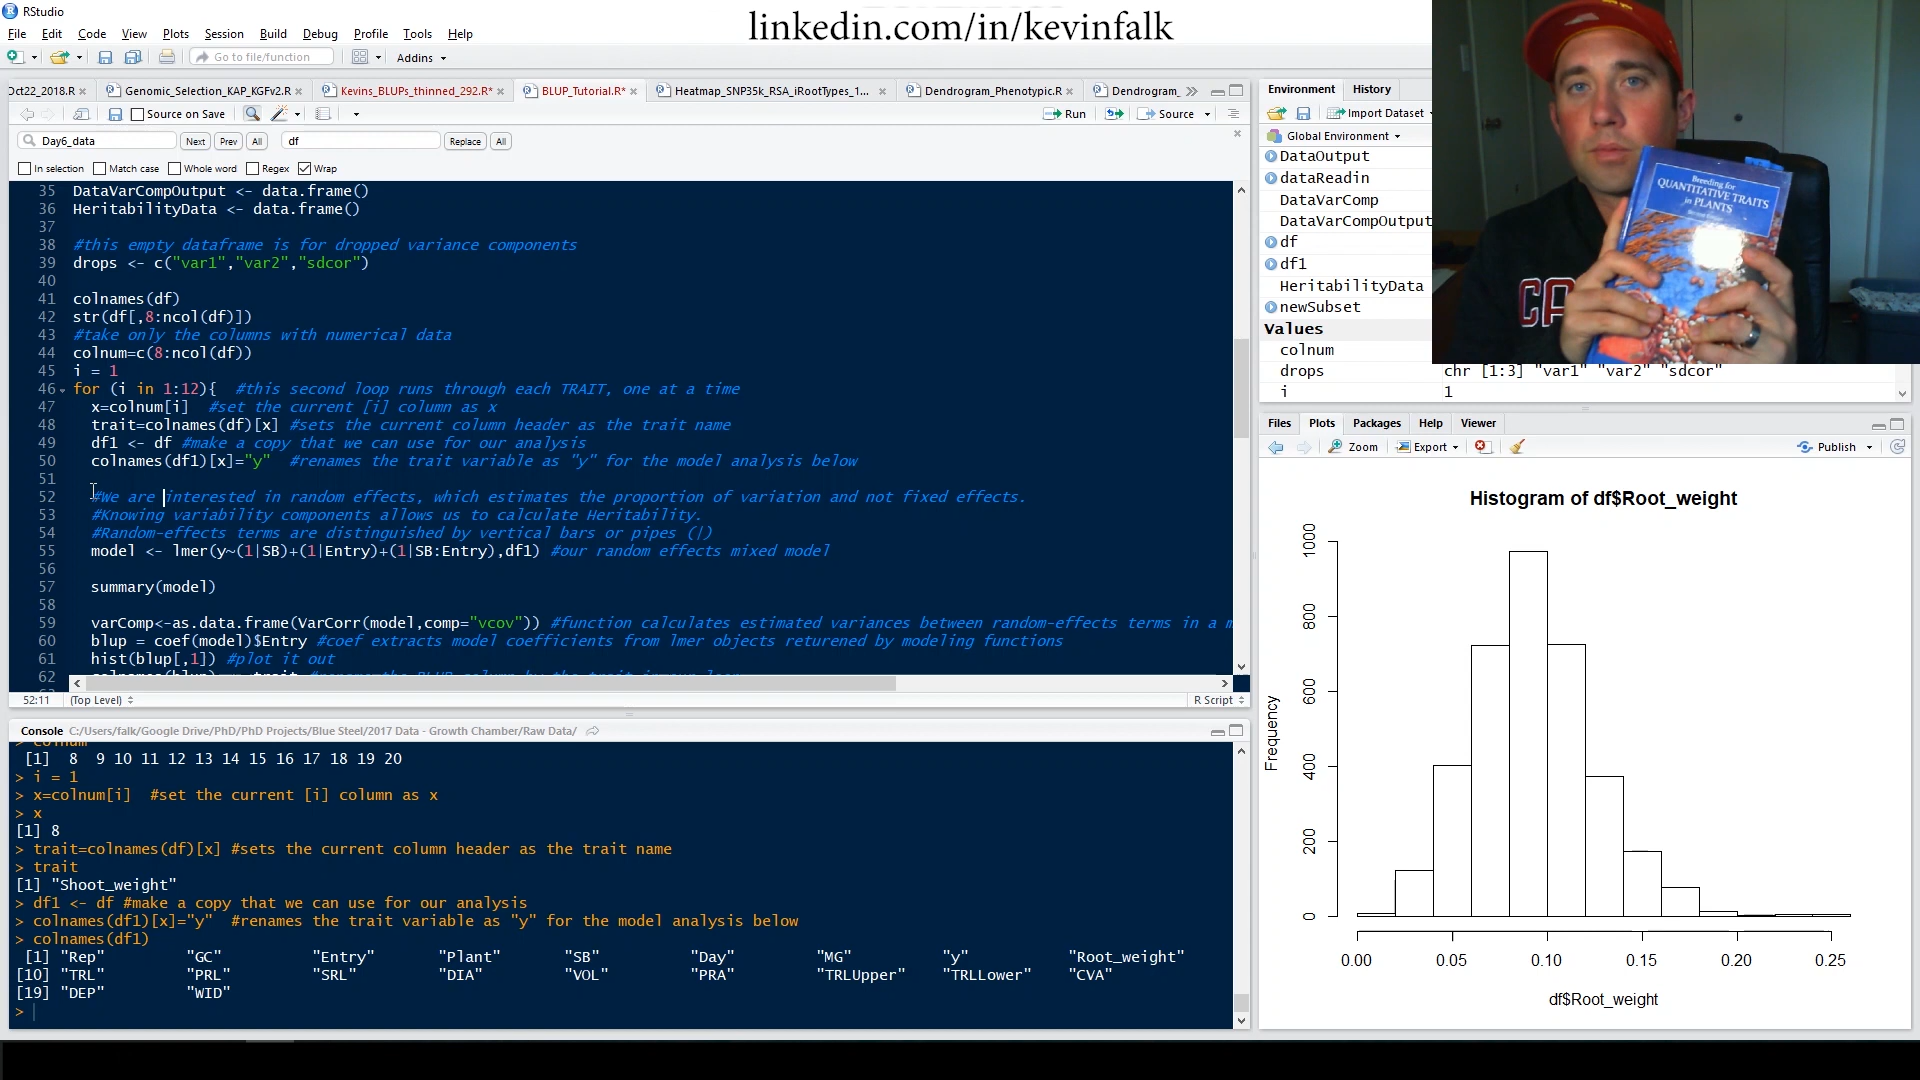 RStudio
linkedin.com/in/kevinfalk
File Edit Code View Plots Session Build Debug Profile Tools Help
Go to file/function Addins
Oct22_2018.R Genomic_Selection_KAP_KGFv2.R Kevins_BLUPs_thinned_292.R* BLUP_Tutorial.R* Heatmap_SNP35k_RSA_iRootTypes_1... Dendrogram_Phenotypic.R Dendrogram_
Source on Save Run Source
Day6_data Next Prev All df Replace All
In selection Match case Whole word Regex Wrap
35 DataVarCompOutput <- data.frame()
36 HeritabilityData <- data.frame()
37
38 #this empty dataframe is for dropped variance components
39 drops <- c("var1","var2","sdcor")
40
41 colnames(df)
42 str(df[,8:ncol(df)])
43 #take only the columns with numerical data
44 colnum=c(8:ncol(df))
45 i = 1
46 for (i in 1:12){ #this second loop runs through each TRAIT, one at a time
47 x=colnum[i] #set the current [i] column as x
48 trait=colnames(df)[x] #sets the current column header as the trait name
49 df1 <- df #make a copy that we can use for our analysis
50 colnames(df1)[x]="y" #renames the trait variable as "y" for the model analysis below
51
52 #We are interested in random effects, which estimates the proportion of variation and not fixed effects.
53 #Knowing variability components allows us to calculate Heritability.
54 #Random-effects terms are distinguished by vertical bars or pipes (|)
55 model <- lmer(y~(1|SB)+(1|Entry)+(1|SB:Entry),df1) #our random effects mixed model
56
57 summary(model)
58
59 varComp<-as.data.frame(VarCorr(model,comp="vcov")) #function calculates estimated variances between random-effects terms in a m
60 blup = coef(model)$Entry #coef extracts model coefficients from lmer objects returened by modeling functions
61 hist(blup[,1]) #plot it out
62
52:11 (Top Level) R Script
Console C:/Users/falk/Google Drive/PhD/PhD Projects/Blue Steel/2017 Data - Growth Chamber/Raw Data/
> colnum
[1] 8 9 10 11 12 13 14 15 16 17 18 19 20
> i = 1
> x=colnum[i] #set the current [i] column as x
> x
[1] 8
> trait=colnames(df)[x] #sets the current column header as the trait name
> trait
[1] "Shoot_weight"
> df1 <- df #make a copy that we can use for our analysis
> colnames(df1)[x]="y" #renames the trait variable as "y" for the model analysis below
> colnames(df1)
[1] "Rep" "GC" "Entry" "Plant" "SB" "Day" "MG" "y" "Root_weight"
[10] "TRL" "PRL" "SRL" "DIA" "VOL" "PRA" "TRLUpper" "TRLLower" "CVA"
[19] "DEP" "WID"
>
Environment History
Import Dataset
Global Environment
DataOutput
dataReadin
DataVarComp
DataVarCompOutput
df
df1
HeritabilityData
newSubset
Values
colnum
drops chr [1:3] "var1" "var2" "sdcor"
i 1
Breeding for
QUANTITATIVE TRAITS
in PLANTS
Files Plots Packages Help Viewer
Zoom Export Publish
Histogram of df$Root_weight
Frequency
0 200 400 600 800 1000
0.00 0.05 0.10 0.15 0.20 0.25
df$Root_weight